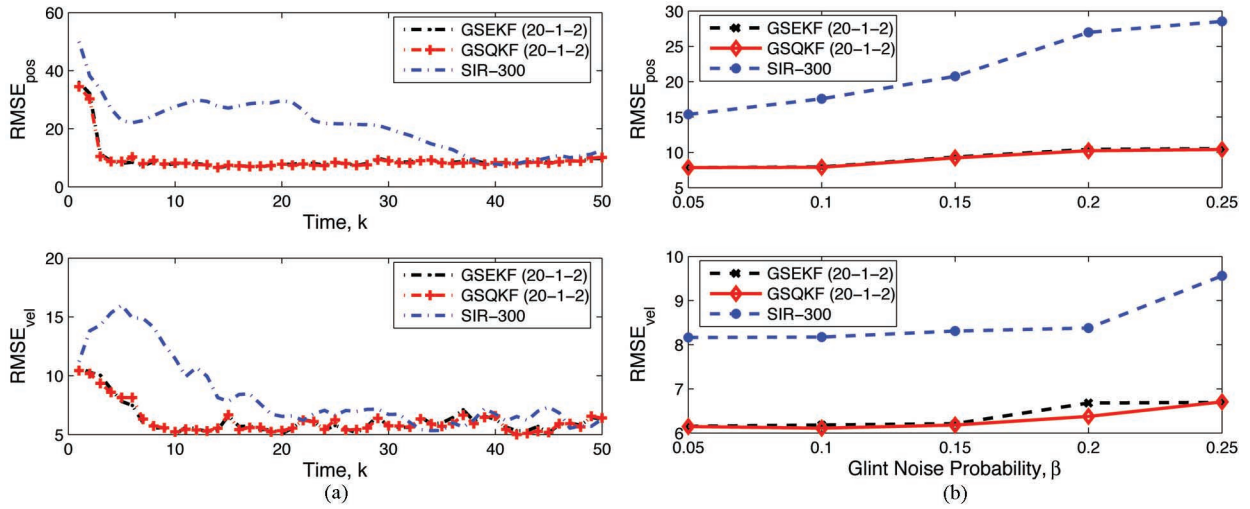 60
40
20
0
RMSEpos
GSEKF (20-1-2)
GSQKF (20-1-2)
SIR-300
0 10 20 30 40 50
Time, k
20
15
10
5
RMSEvel
GSEKF (20-1-2)
GSQKF (20-1-2)
SIR-300
0 10 20 30 40 50
Time, k
(a)
30
25
20
15
10
5
RMSEpos
GSEKF (20-1-2)
GSQKF (20-1-2)
SIR-300
0.05 0.1 0.15 0.2 0.25
10
9
8
7
6
RMSEvel
GSEKF (20-1-2)
GSQKF (20-1-2)
SIR-300
0.05 0.1 0.15 0.2 0.25
Glint Noise Probability, β
(b)